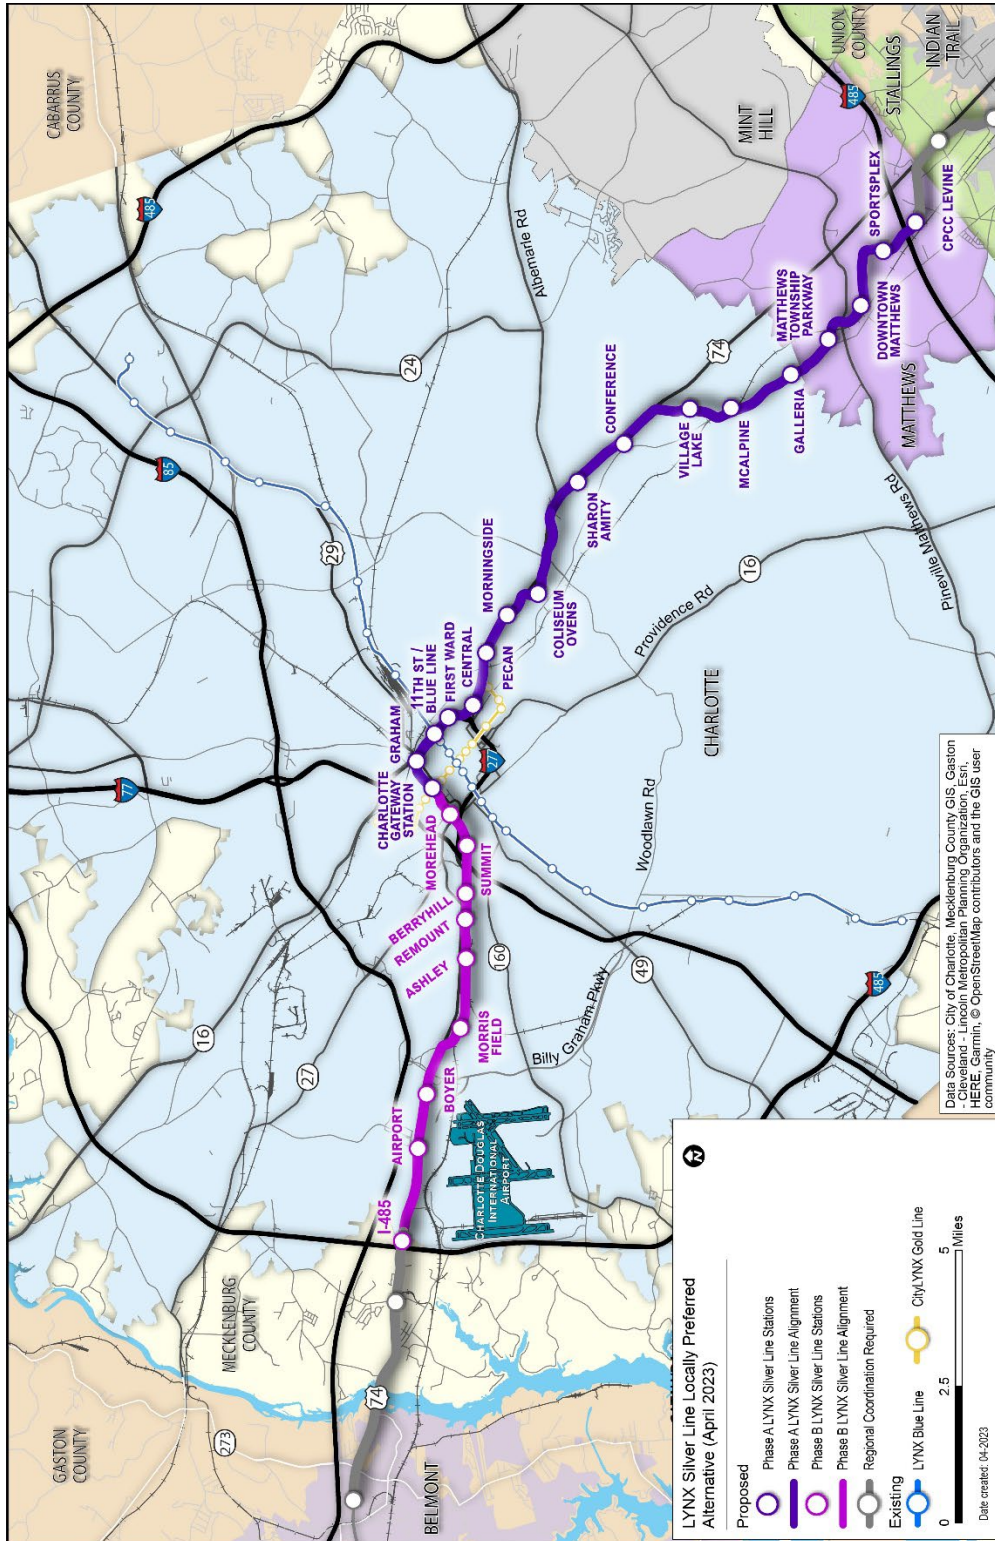 CABARRUS
COUNTY
485
85
29
24
77
Albemarle Rd
MINT
HILL
UNION
COUNTY
STALLINGS
INDIAN
TRAIL
485
SPORTSPLEX
CPCC LEVINE
MATTHEWS
TOWNSHIP
PARKWAY
DOWNTOWN
MATTHEWS
74
MATTHEWS
GALLERIA
MCALPINE
VILLAGE
LAKE
CONFERENCE
SHARON
AMITY
COLISEUM
OVENS
MORNINGSIDE
PECAN
CENTRAL
FIRST WARD
11TH ST /
BLUE LINE
GRAHAM
CHARLOTTE
GATEWAY
STATION
277
16
Providence Rd
Pineville Matthews Rd
CHARLOTTE
Woodlawn Rd
MOREHEAD
SUMMIT
BERRYHILL
REMOUNT
ASHLEY
MORRIS
FIELD
BOYER
AIRPORT
I-485
160
49
Billy Graham Pkwy
485
16
27
CHARLOTTE DOUGLAS
INTERNATIONAL
AIRPORT
MECKLENBURG
COUNTY
GASTON
COUNTY
273
74
BELMONT
LYNX Silver Line Locally Preferred
Alternative (April 2023)
Proposed
Phase A LYNX Silver Line Stations
Phase A LYNX Silver Line Alignment
Phase B LYNX Silver Line Stations
Phase B LYNX Silver Line Alignment
Regional Coordination Required
Existing
LYNX Blue Line
CityLYNX Gold Line
0 2.5 5
Miles
Date created: 04-2023
N
Data Sources: City of Charlotte, Mecklenburg County GIS, Gaston
- Cleveland - Lincoln Metropolitan Planning Organization, Esri,
HERE, Garmin, © OpenStreetMap contributors and the GIS user
community